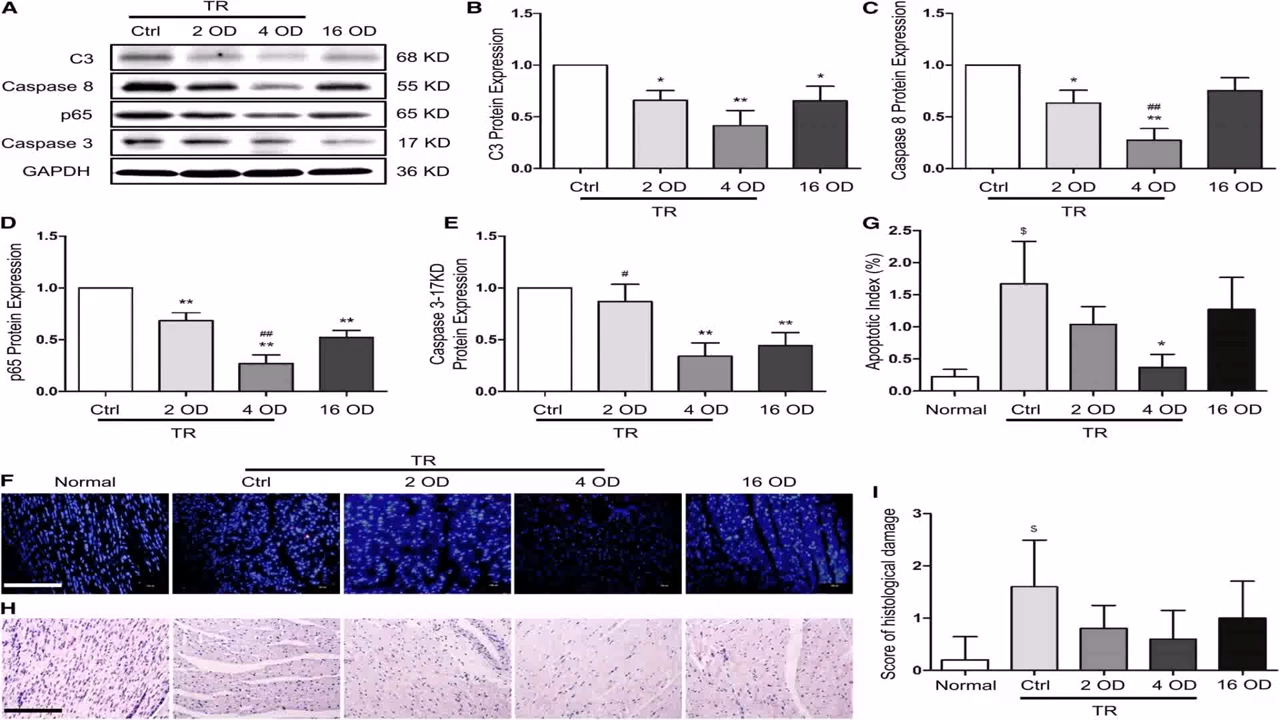 A
TR
Ctrl 2 OD 4 OD 16 OD
C3 68 KD
Caspase 8 55 KD
p65 65 KD
Caspase 3 17 KD
GAPDH 36 KD
B
C3 Protein Expression
1.5
1.0
0.5
0.0
* ** *
Ctrl 2 OD 4 OD 16 OD
TR
C
Caspase 8 Protein Expression
1.5
1.0
0.5
0.0
* ## **
Ctrl 2 OD 4 OD 16 OD
TR
D
p65 Protein Expression
1.5
1.0
0.5
0.0
** ## ** **
Ctrl 2 OD 4 OD 16 OD
TR
E
Caspase 3-17KD
Protein Expression
1.5
1.0
0.5
0.0
# ** **
Ctrl 2 OD 4 OD 16 OD
TR
G
Apoptotic Index (%)
2.5
2.0
1.5
1.0
0.5
0.0
$ *
Normal Ctrl 2 OD 4 OD 16 OD
TR
F
TR
Normal Ctrl 2 OD 4 OD 16 OD
H
I
Score of histological damage
3
2
1
0
$
Normal Ctrl 2 OD 4 OD 16 OD
TR